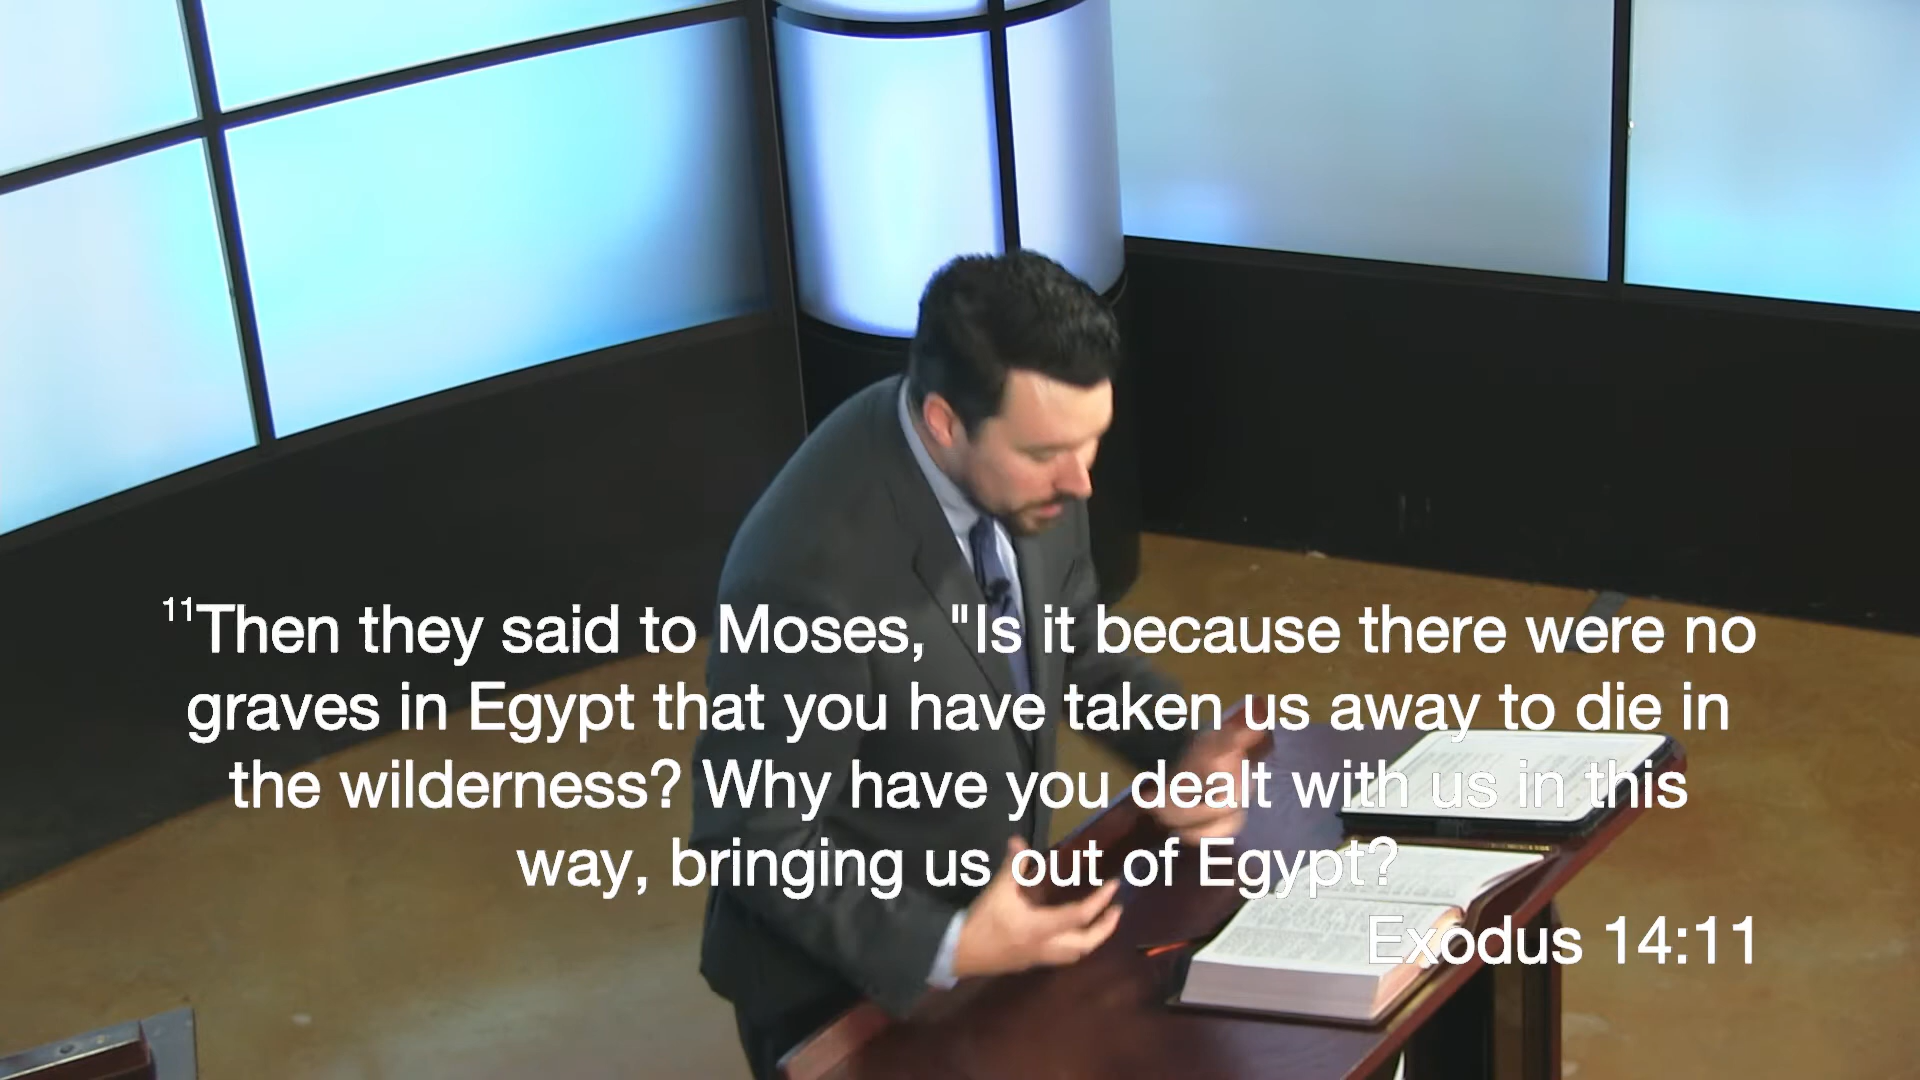 11Then they said to Moses, "Is it because there were no
graves in Egypt that you have taken us away to die in
the wilderness? Why have you dealt with us in this
way, bringing us out of Egypt?
Exodus 14:11